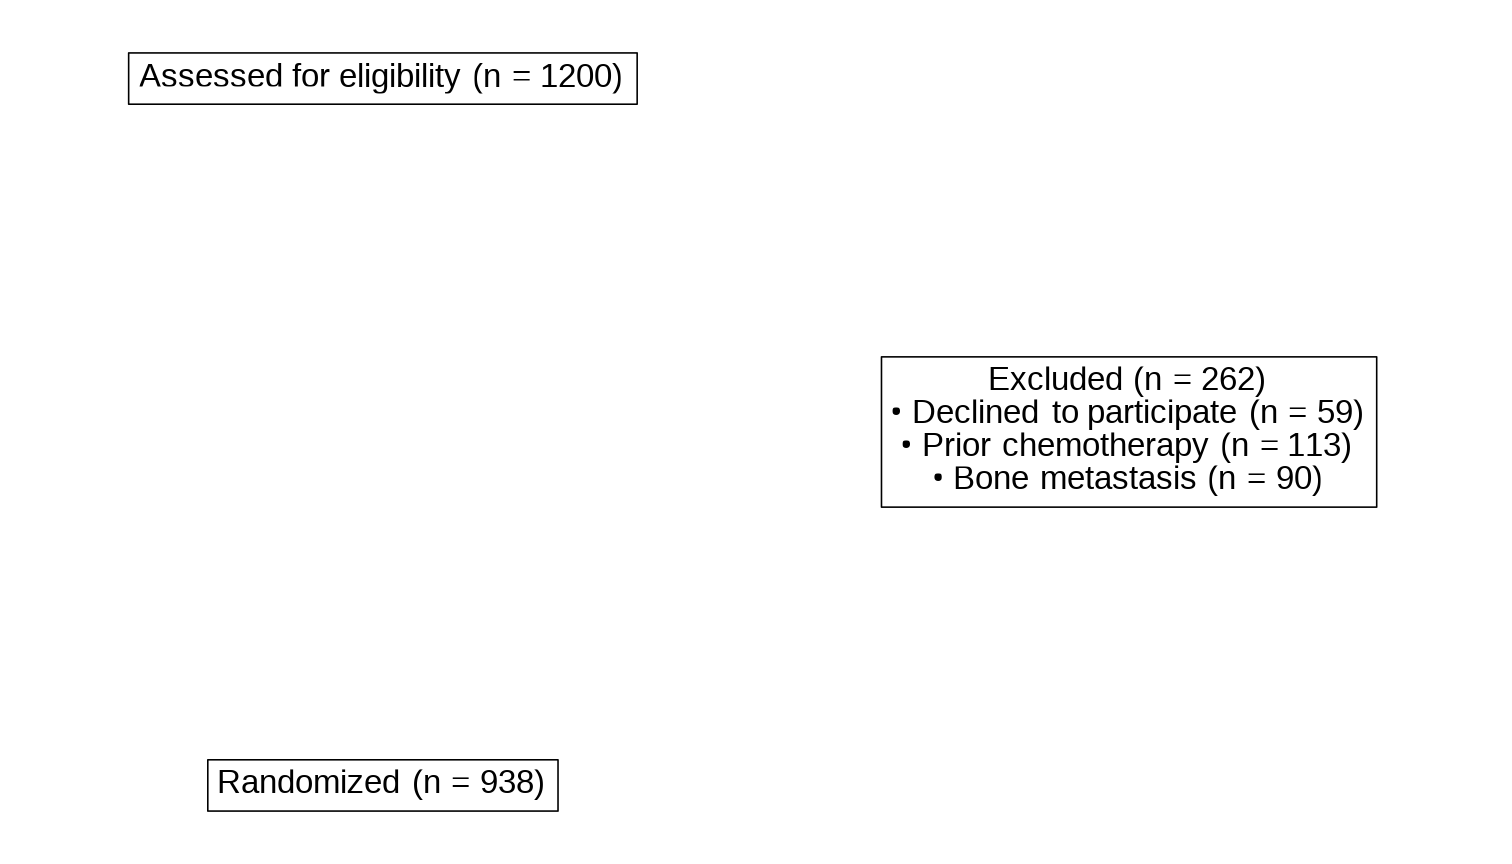 Assessed for eligibility (n = 1200)
Excluded (n = 262)
• Declined to participate (n = 59)
• Prior chemotherapy (n = 113)
• Bone metastasis (n = 90)
Randomized (n = 938)